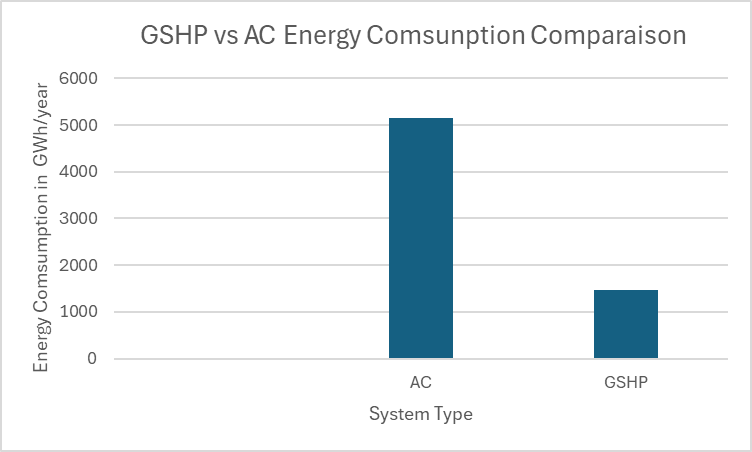 GSHP vs AC Energy Comsunption Comparaison
Energy Comsumption in GWh/year
6000
5000
4000
3000
2000
1000
0
AC GSHP
System Type